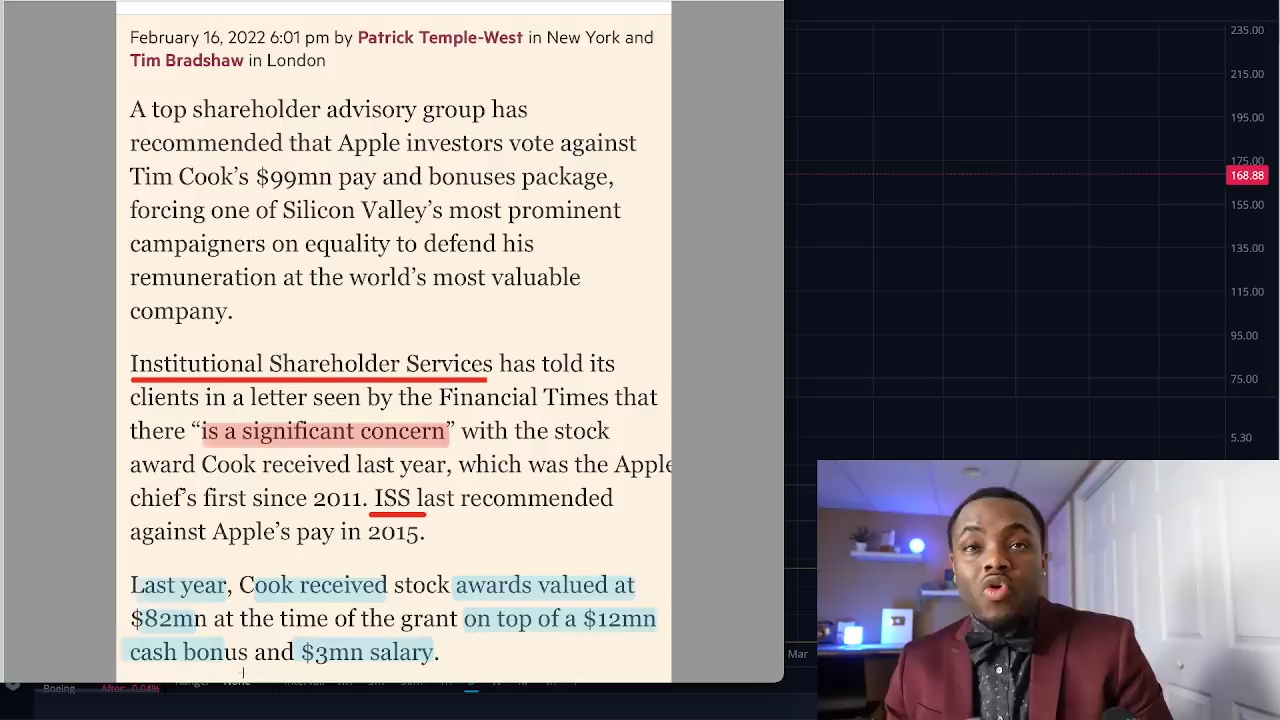 February 16, 2022 6:01 pm by Patrick Temple-West in New York and
Tim Bradshaw in London
A top shareholder advisory group has
recommended that Apple investors vote against
Tim Cook’s $99mn pay and bonuses package,
forcing one of Silicon Valley’s most prominent
campaigners on equality to defend his
remuneration at the world’s most valuable
company.
Institutional Shareholder Services has told its
clients in a letter seen by the Financial Times that
there “is a significant concern” with the stock
award Cook received last year, which was the Apple
chief’s first since 2011. ISS last recommended
against Apple’s pay in 2015.
Last year, Cook received stock awards valued at
$82mn at the time of the grant on top of a $12mn
cash bonus and $3mn salary.
235.00
215.00
195.00
175.00
168.88
155.00
135.00
115.00
95.00
75.00
5.30
Mar
Boeing After: -0.04%